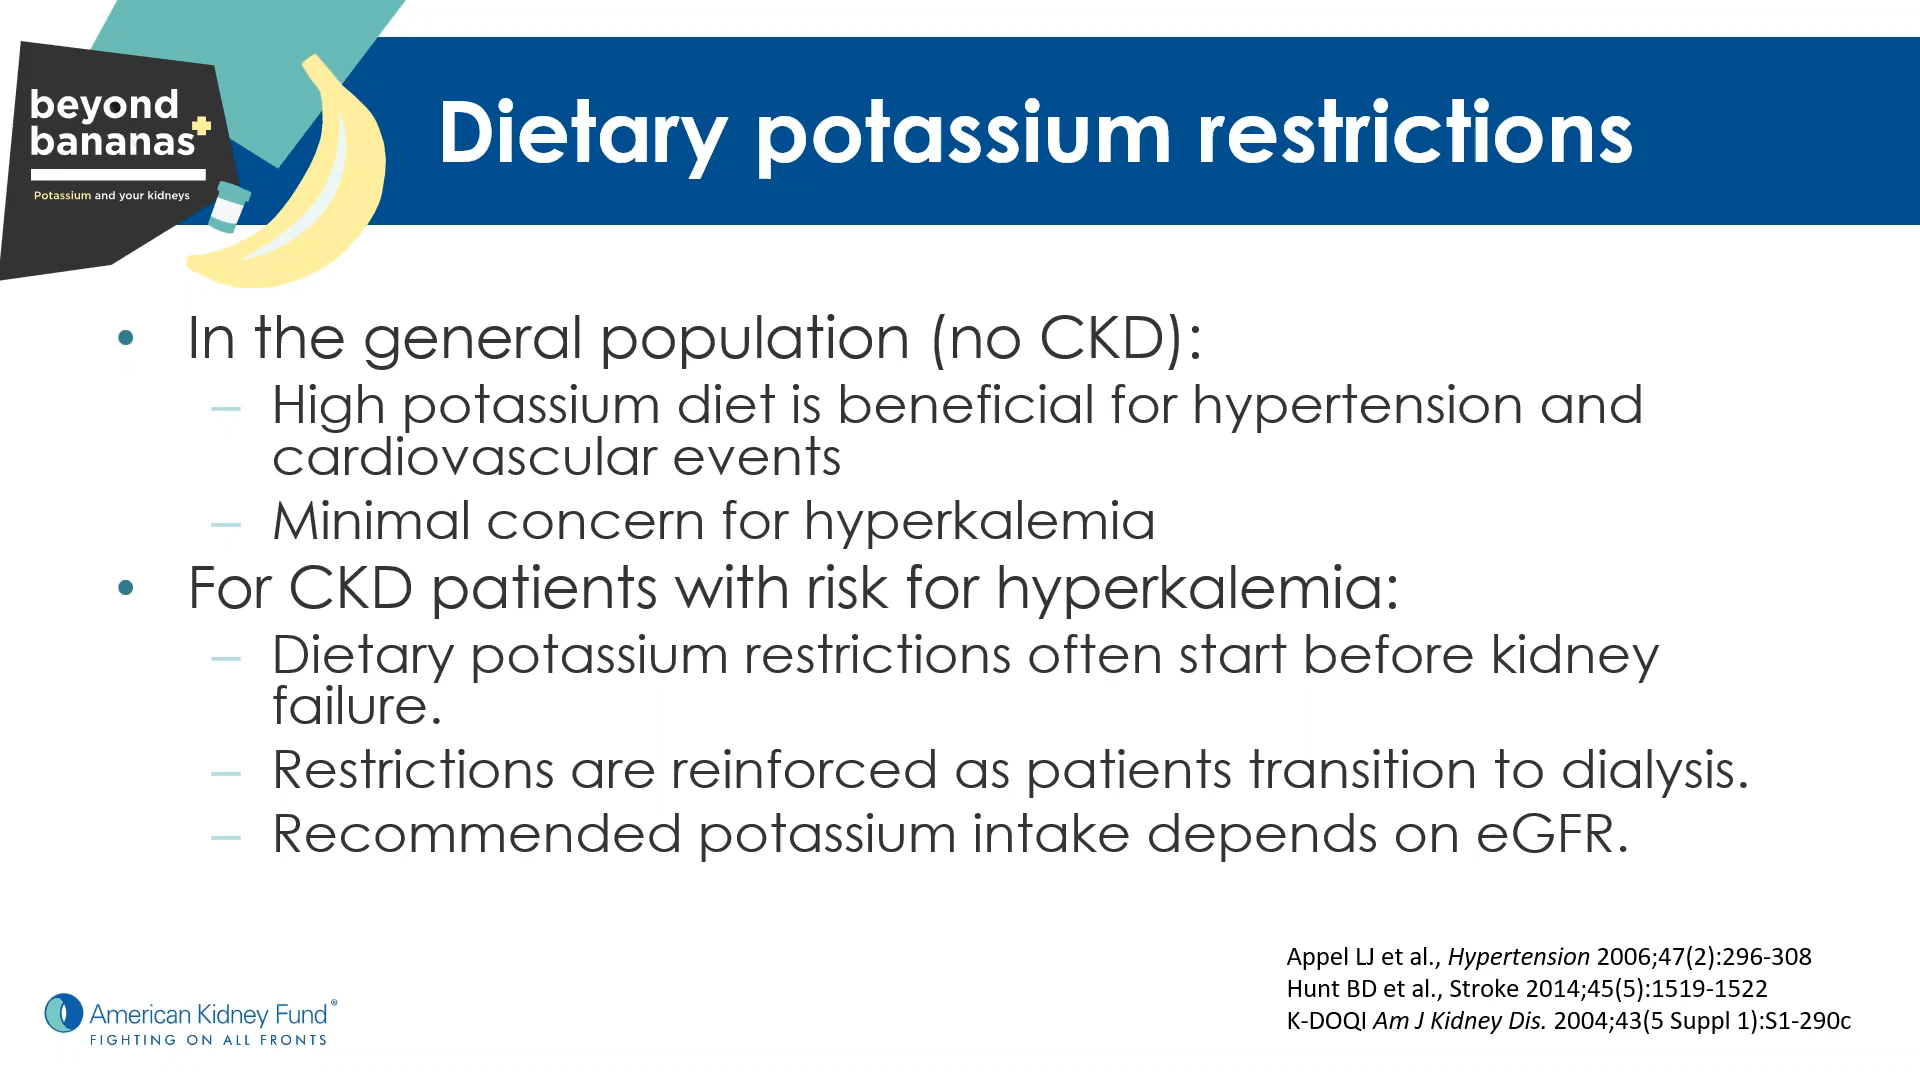 beyond
bananas
Potassium and your kidneys
Dietary potassium restrictions
• In the general population (no CKD):
– High potassium diet is beneficial for hypertension and
cardiovascular events
– Minimal concern for hyperkalemia
• For CKD patients with risk for hyperkalemia:
– Dietary potassium restrictions often start before kidney
failure.
– Restrictions are reinforced as patients transition to dialysis.
– Recommended potassium intake depends on eGFR.
Appel LJ et al., Hypertension 2006;47(2):296-308
Hunt BD et al., Stroke 2014;45(5):1519-1522
K-DOQI Am J Kidney Dis. 2004;43(5 Suppl 1):S1-290c
American Kidney Fund®
FIGHTING ON ALL FRONTS